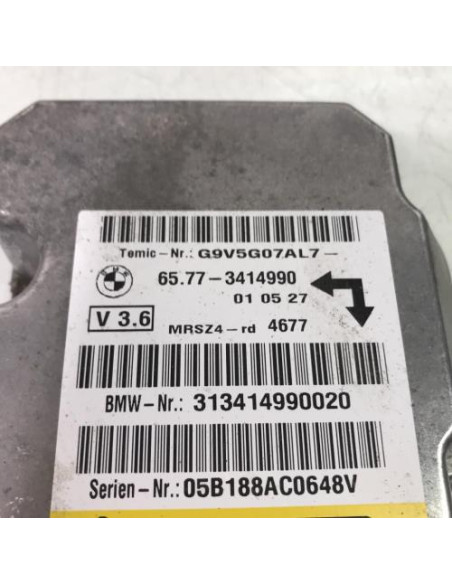 Temic-Nr.: G9V5G07AL7-
BMW
65.77-3414990
01 05 27
V 3.6
MRSZ4-rd 4677
BMW-Nr.: 313414990020
Serien-Nr.: 05B188AC0648V